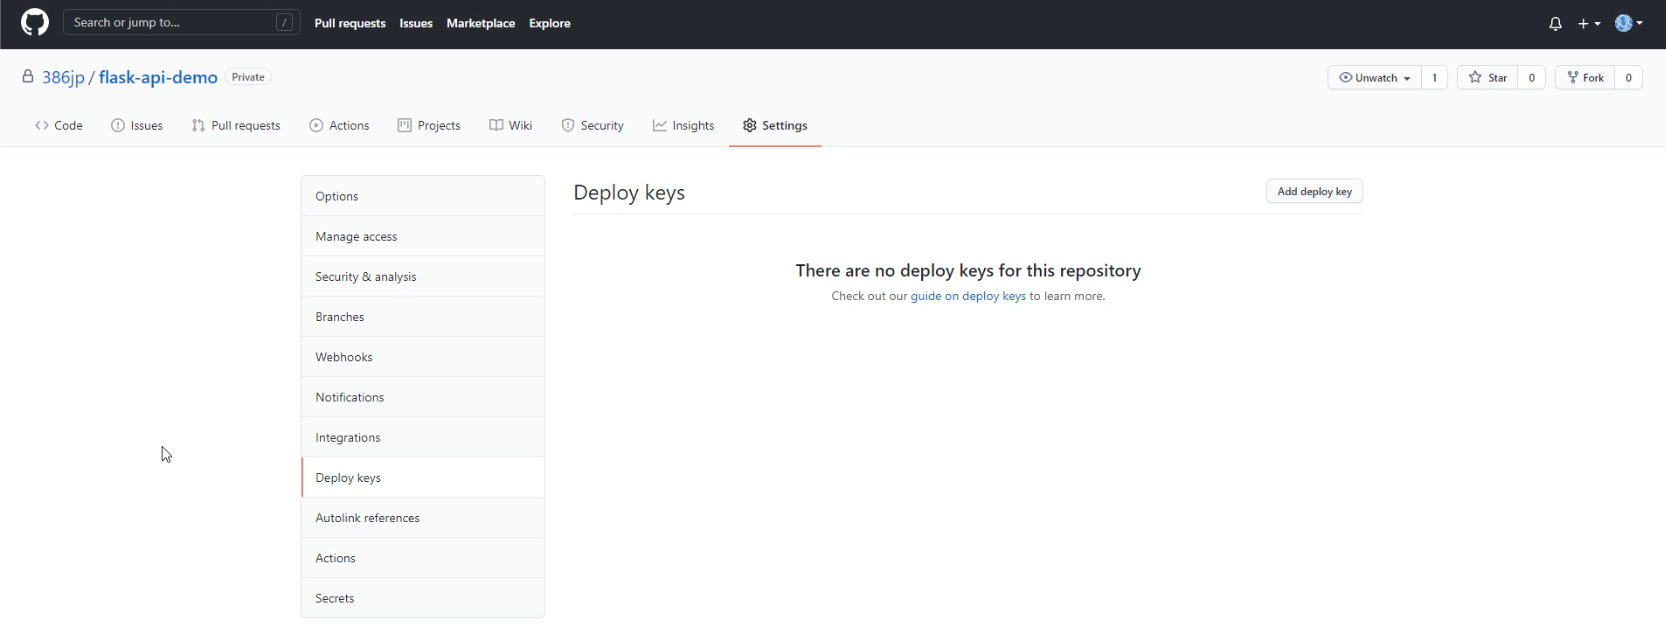 Search or jump to... /
Pull requests Issues Marketplace Explore
386jp / flask-api-demo Private
Unwatch 1 Star 0 Fork 0
Code Issues Pull requests Actions Projects Wiki Security Insights Settings
Options
Manage access
Security & analysis
Branches
Webhooks
Notifications
Integrations
Deploy keys
Autolink references
Actions
Secrets
Deploy keys
Add deploy key
There are no deploy keys for this repository
Check out our guide on deploy keys to learn more.